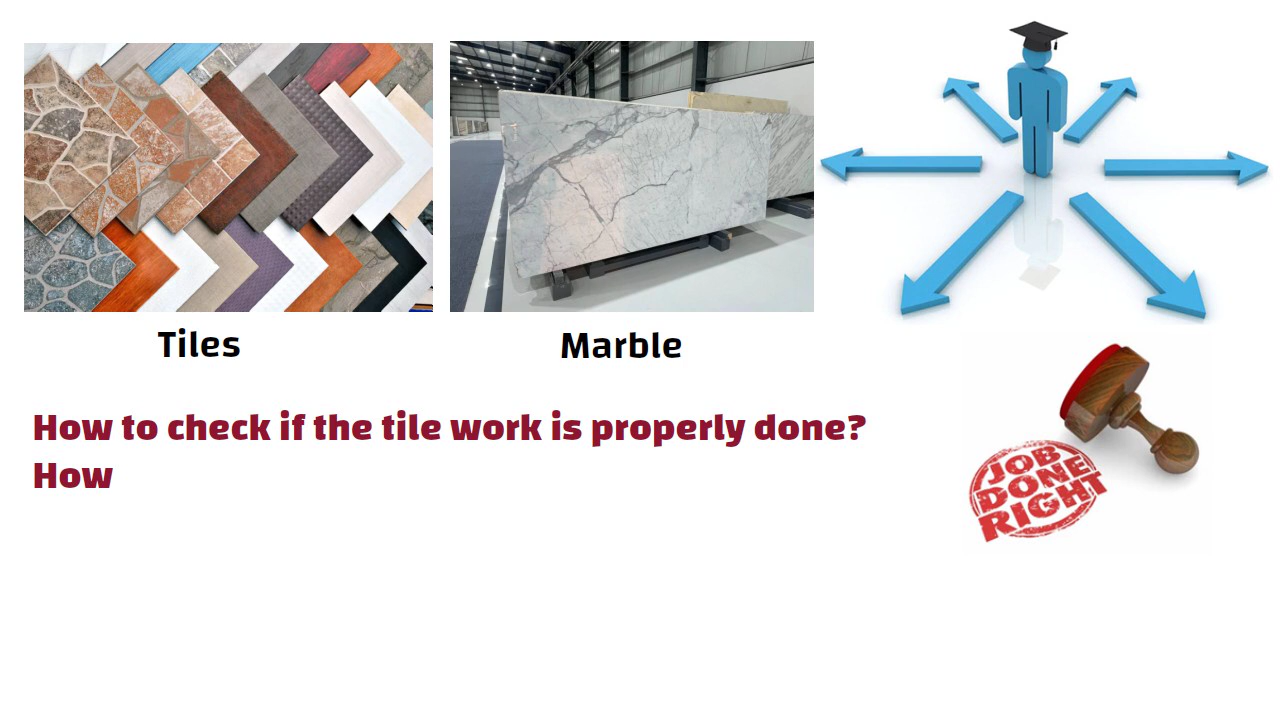 Tiles
Marble
How to check if the tile work is properly done?
How
JOB
DONE
RIGHT